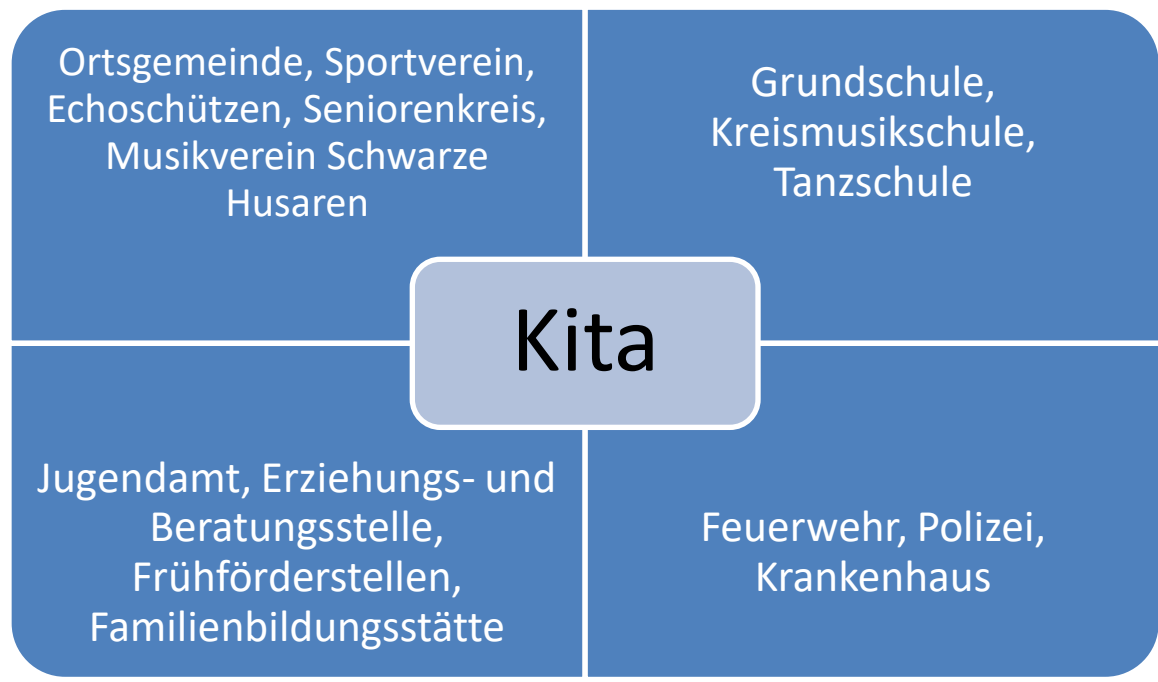 Ortsgemeinde, Sportverein,
Echoschützen, Seniorenkreis,
Musikverein Schwarze
Husaren
Grundschule,
Kreismusikschule,
Tanzschule
Kita
Jugendamt, Erziehungs- und
Beratungsstelle,
Frühförderstellen,
Familienbildungsstätte
Feuerwehr, Polizei,
Krankenhaus